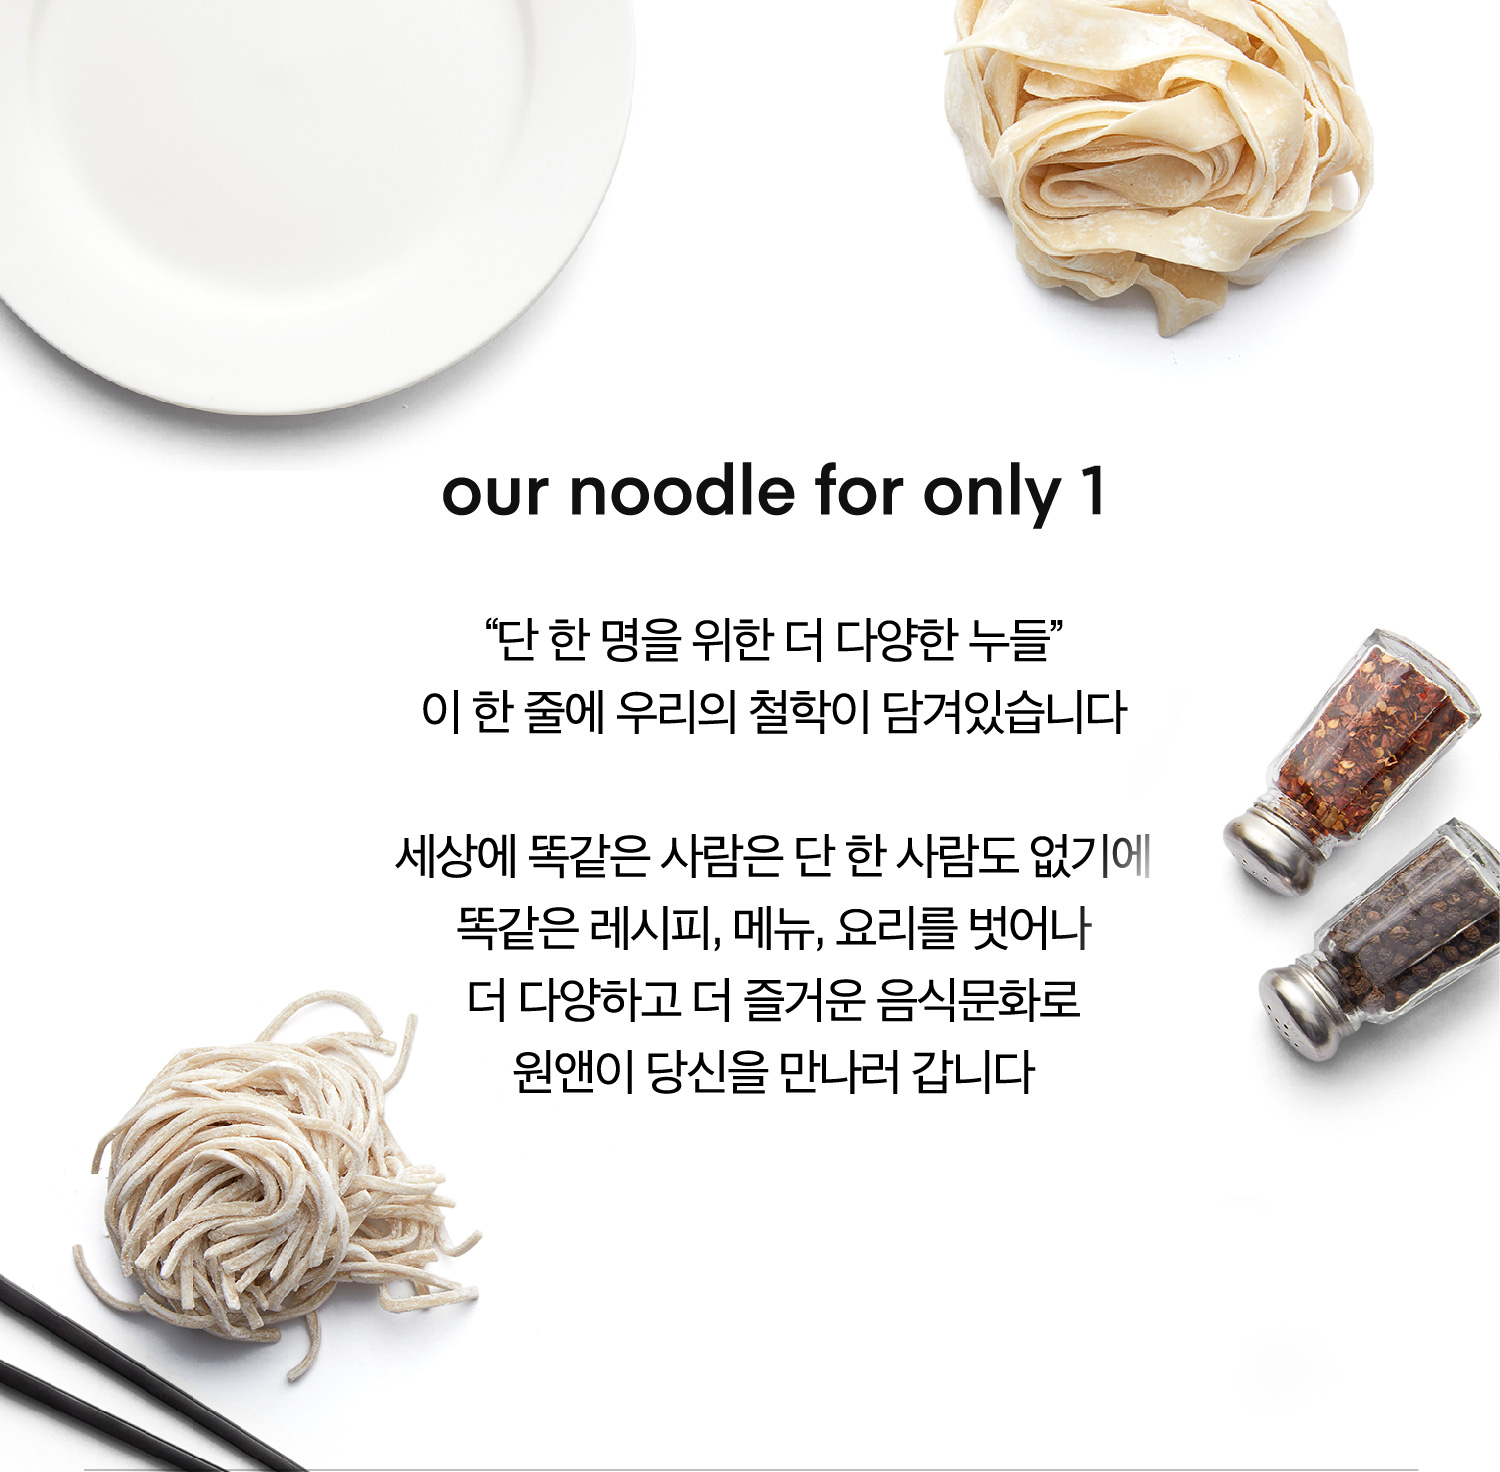 our noodle for only 1
“단 한 명을 위한 더 다양한 누들”
이 한 줄에 우리의 철학이 담겨있습니다
세상에 똑같은 사람은 단 한 사람도 없기에
똑같은 레시피, 메뉴, 요리를 벗어나
더 다양하고 더 즐거운 음식문화로
원앤이 당신을 만나러 갑니다